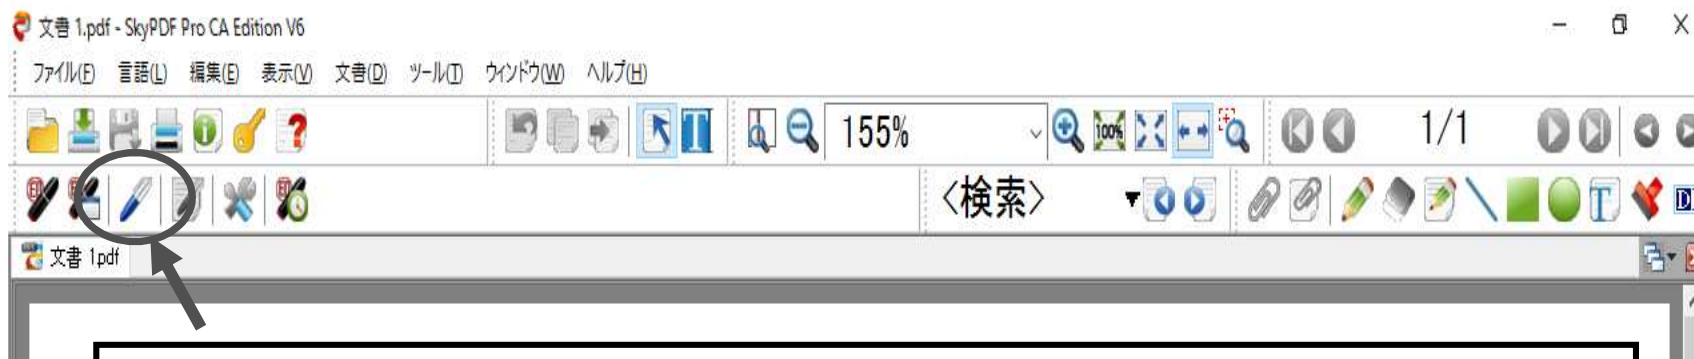 文書 1.pdf - SkyPDF Pro CA Edition V6
ファイル(F) 言語(L) 編集(E) 表示(V) 文書(D) ツール(T) ウインドウ(W) ヘルプ(H)
T 155% 100% 1/1
<検索> T
文書 1.pdf